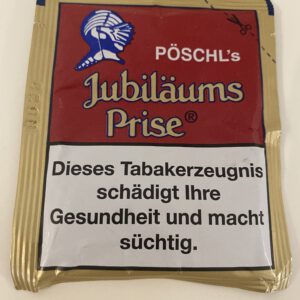 PÖSCHL's
Jubiläums
Prise®
Dieses Tabakerzeugnis
schädigt Ihre
Gesundheit und macht
süchtig.